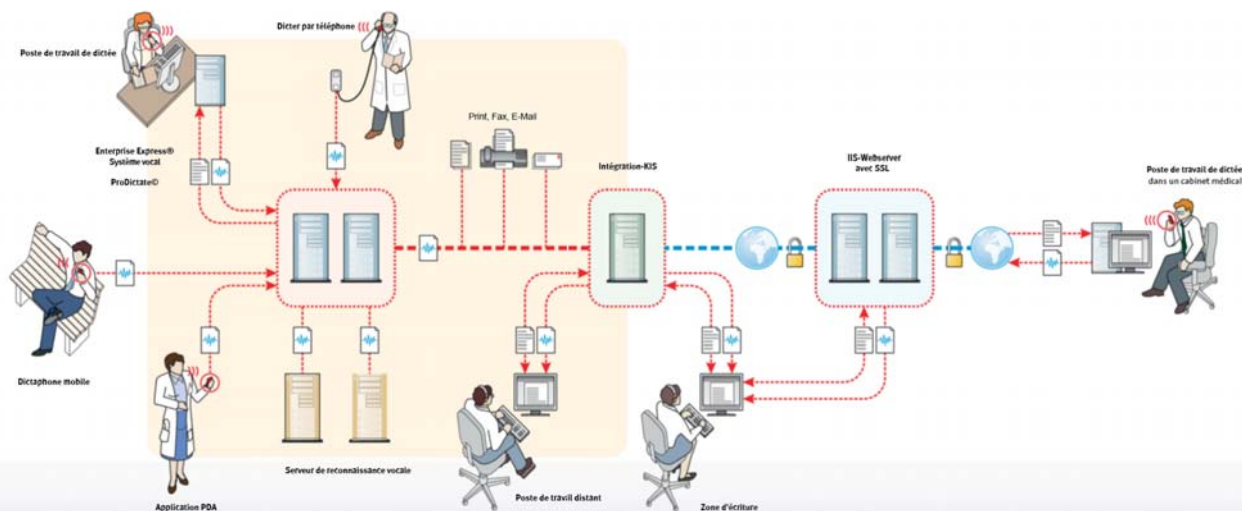 Poste de travail de dictée
Dicter par téléphone
Enterprise Express®
Système vocal
ProDictate©
Print, Fax, E-Mail
Intégration-KIS
IIS-Webserver
avec SSL
Poste de travail de dictée
dans un cabinet médical
Dictaphone mobile
Application PDA
Serveur de reconnaissance vocale
Poste de travil distant
Zone d'écriture